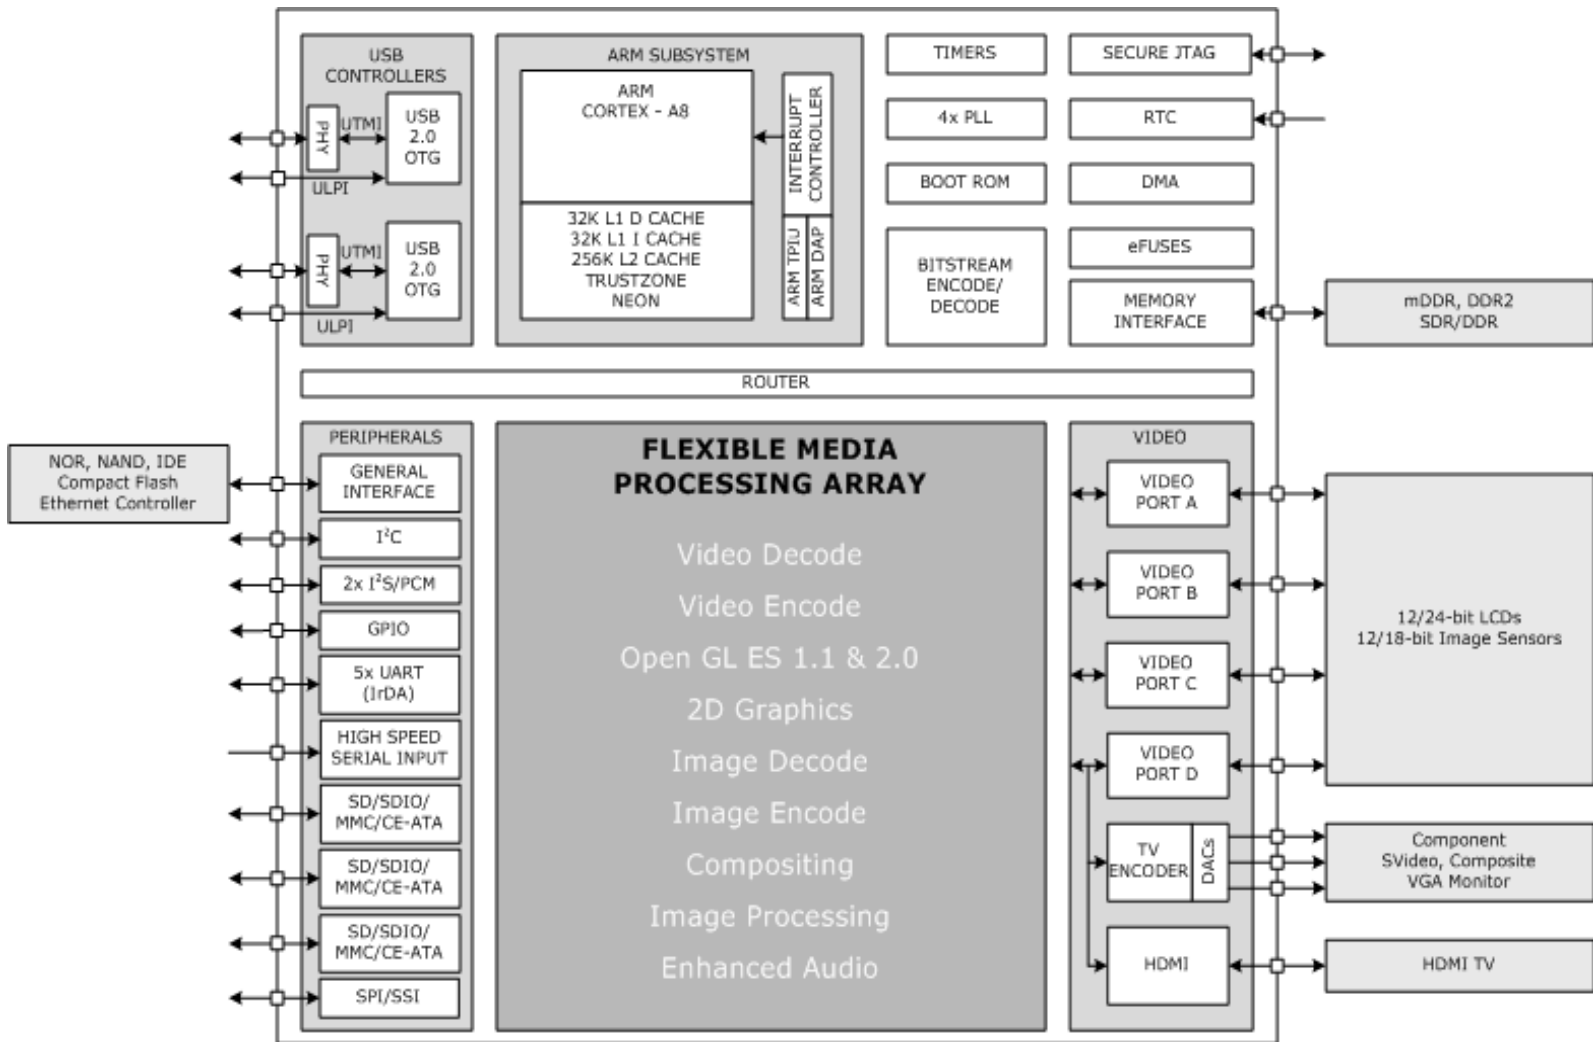 USB
CONTROLLERS
PHY
UTMI
USB
2.0
OTG
ULPI
PHY
UTMI
USB
2.0
OTG
ULPI
ARM SUBSYSTEM
ARM
CORTEX - A8
32K L1 D CACHE
32K L1 I CACHE
256K L2 CACHE
TRUSTZONE
NEON
INTERRUPT
CONTROLLER
ARM TPIU
ARM DAP
TIMERS
4x PLL
BOOT ROM
BITSTREAM
ENCODE/
DECODE
SECURE JTAG
RTC
DMA
eFUSES
MEMORY
INTERFACE
mDDR, DDR2
SDR/DDR
ROUTER
NOR, NAND, IDE
Compact Flash
Ethernet Controller
PERIPHERALS
GENERAL
INTERFACE
I²C
2x I²S/PCM
GPIO
5x UART
(IrDA)
HIGH SPEED
SERIAL INPUT
SD/SDIO/
MMC/CE-ATA
SD/SDIO/
MMC/CE-ATA
SD/SDIO/
MMC/CE-ATA
SPI/SSI
FLEXIBLE MEDIA
PROCESSING ARRAY
Video Decode
Video Encode
Open GL ES 1.1 & 2.0
2D Graphics
Image Decode
Image Encode
Compositing
Image Processing
Enhanced Audio
VIDEO
VIDEO
PORT A
VIDEO
PORT B
VIDEO
PORT C
VIDEO
PORT D
TV
ENCODER
DACs
HDMI
12/24-bit LCDs
12/18-bit Image Sensors
Component
SVideo, Composite
VGA Monitor
HDMI TV